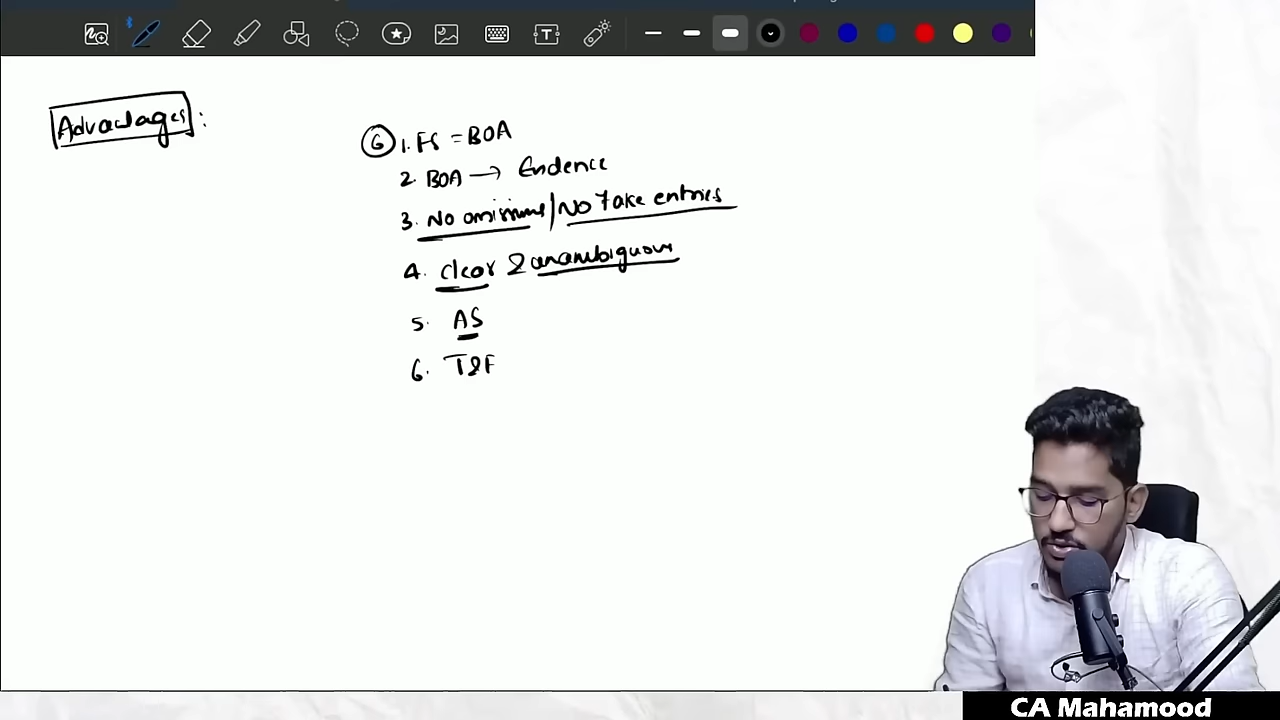 Advantages:
6 1. FS = BOA
2. BOA → Evidence
3. No omissions/No fake entries
4. clear & unambiguous
5. AS
6. T&F
CA Mahamood